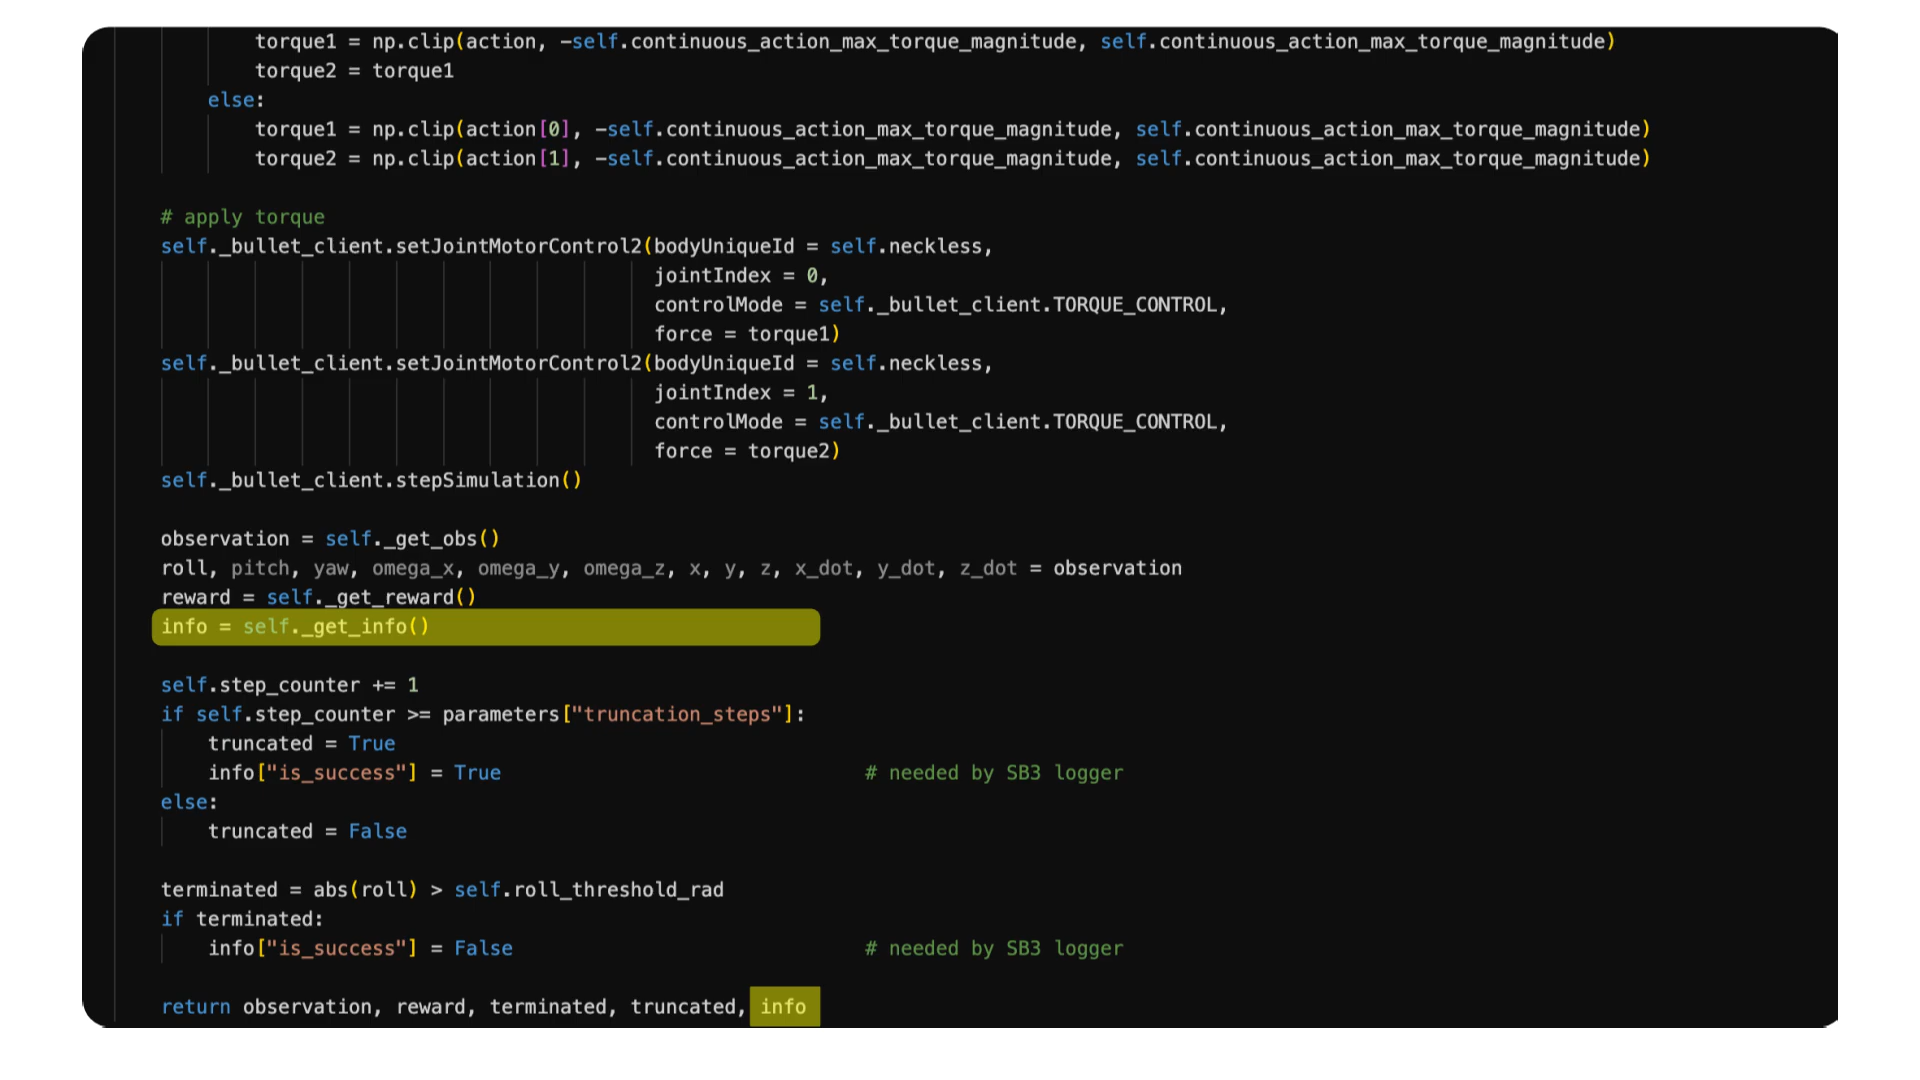 torque1 = np.clip(action, -self.continuous_action_max_torque_magnitude, self.continuous_action_max_torque_magnitude)
torque2 = torque1
else:
torque1 = np.clip(action[0], -self.continuous_action_max_torque_magnitude, self.continuous_action_max_torque_magnitude)
torque2 = np.clip(action[1], -self.continuous_action_max_torque_magnitude, self.continuous_action_max_torque_magnitude)
# apply torque
self._bullet_client.setJointMotorControl2(bodyUniqueId = self.neckless,
jointIndex = 0,
controlMode = self._bullet_client.TORQUE_CONTROL,
force = torque1)
self._bullet_client.setJointMotorControl2(bodyUniqueId = self.neckless,
jointIndex = 1,
controlMode = self._bullet_client.TORQUE_CONTROL,
force = torque2)
self._bullet_client.stepSimulation()
observation = self._get_obs()
roll, pitch, yaw, omega_x, omega_y, omega_z, x, y, z, x_dot, y_dot, z_dot = observation
reward = self._get_reward()
info = self._get_info()
self.step_counter += 1
if self.step_counter >= parameters["truncation_steps"]:
truncated = True
info["is_success"] = True # needed by SB3 logger
else:
truncated = False
terminated = abs(roll) > self.roll_threshold_rad
if terminated:
info["is_success"] = False # needed by SB3 logger
return observation, reward, terminated, truncated, info